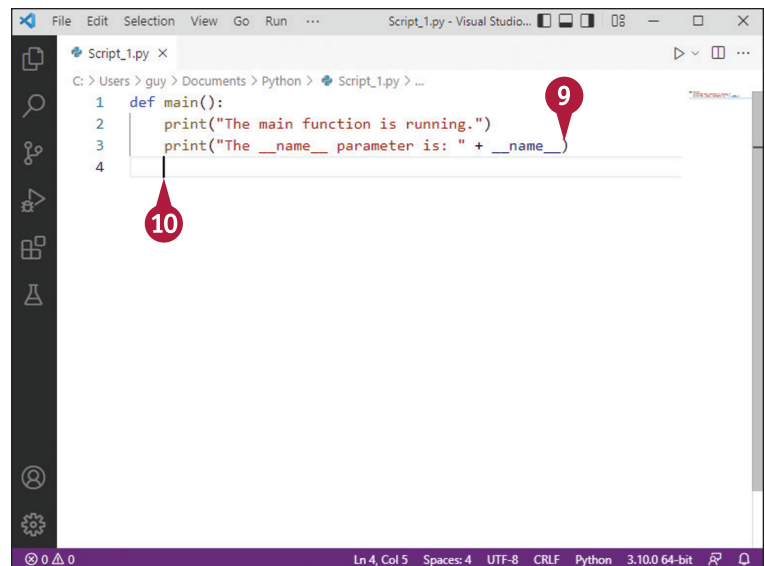 File Edit Selection View Go Run ··· Script_1.py - Visual Studio...
Script_1.py
C: > Users > guy > Documents > Python > Script_1.py > ...
1 def main():
2 print("The main function is running.")
3 print("The __name__ parameter is: " + __name__)
4
9
10
0 0 Ln 4, Col 5 Spaces: 4 UTF-8 CRLF Python 3.10.0 64-bit